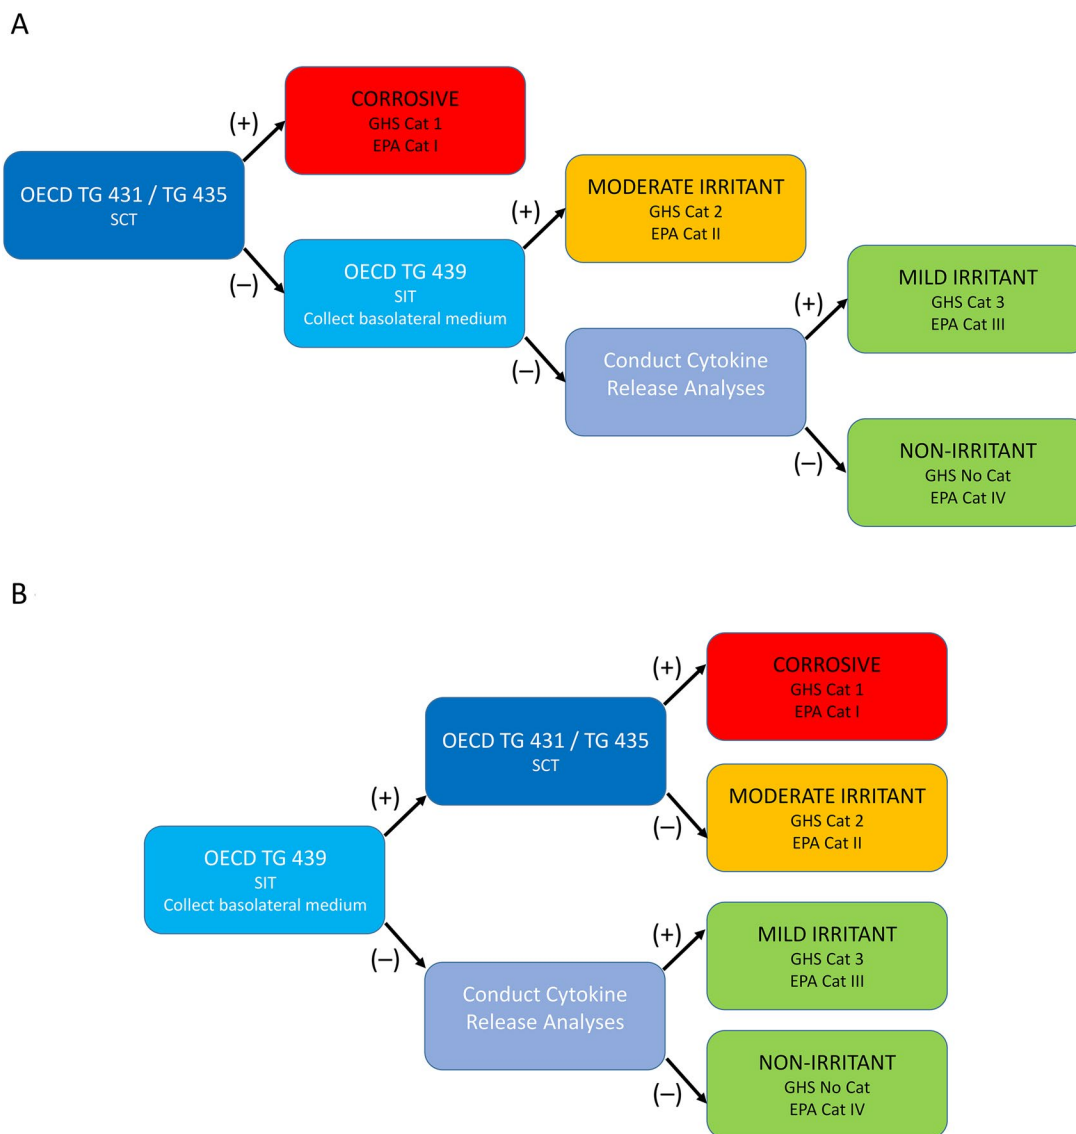 A
CORROSIVE
GHS Cat 1
EPA Cat I
(+)
OECD TG 431 / TG 435
SCT
(–)
MODERATE IRRITANT
GHS Cat 2
EPA Cat II
(+)
OECD TG 439
SIT
Collect basolateral medium
(–)
MILD IRRITANT
GHS Cat 3
EPA Cat III
(+)
Conduct Cytokine
Release Analyses
(–)
NON-IRRITANT
GHS No Cat
EPA Cat IV
B
CORROSIVE
GHS Cat 1
EPA Cat I
(+)
OECD TG 431 / TG 435
SCT
(–)
MODERATE IRRITANT
GHS Cat 2
EPA Cat II
(+)
OECD TG 439
SIT
Collect basolateral medium
(–)
MILD IRRITANT
GHS Cat 3
EPA Cat III
(+)
Conduct Cytokine
Release Analyses
(–)
NON-IRRITANT
GHS No Cat
EPA Cat IV